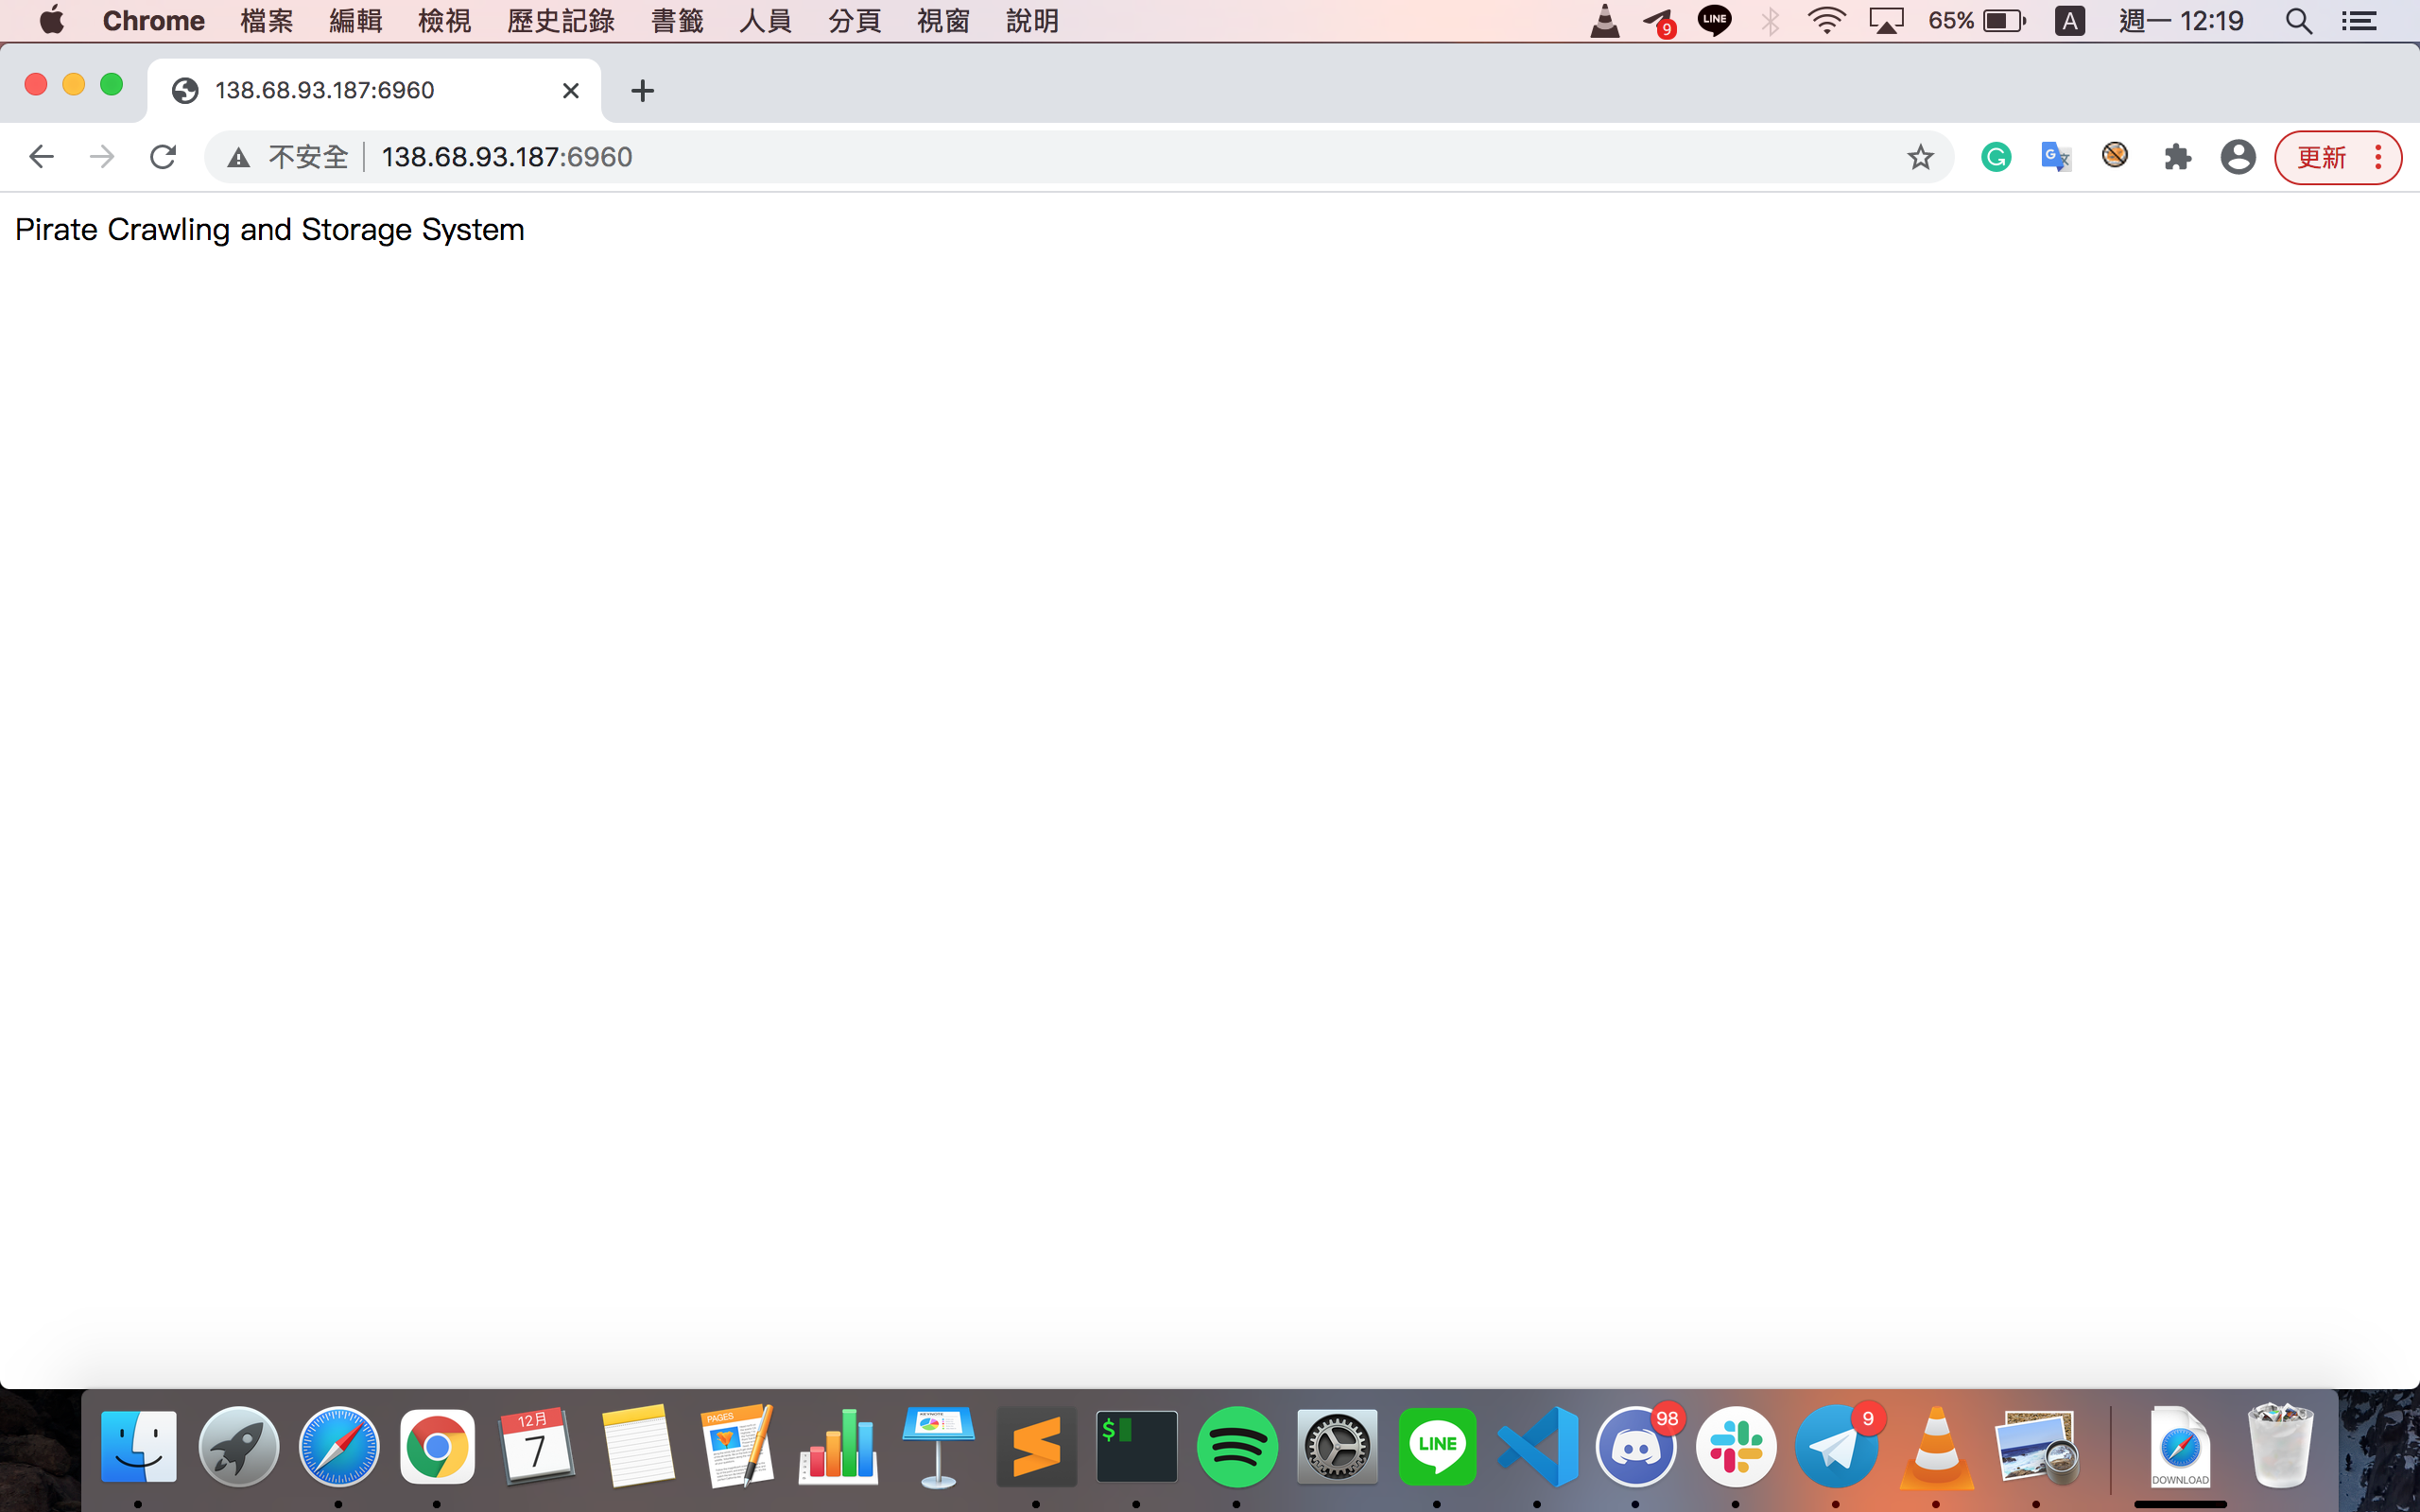 Chrome 檔案 編輯 檢視 歷史記錄 書籤 人員 分頁 視窗 說明 9 LINE 65% A 週一 12:19
138.68.93.187:6960
不安全 138.68.93.187:6960 更新
Pirate Crawling and Storage System
12月
7
PAGES
KEYNOTE
$
LINE
98
9
DOWNLOAD